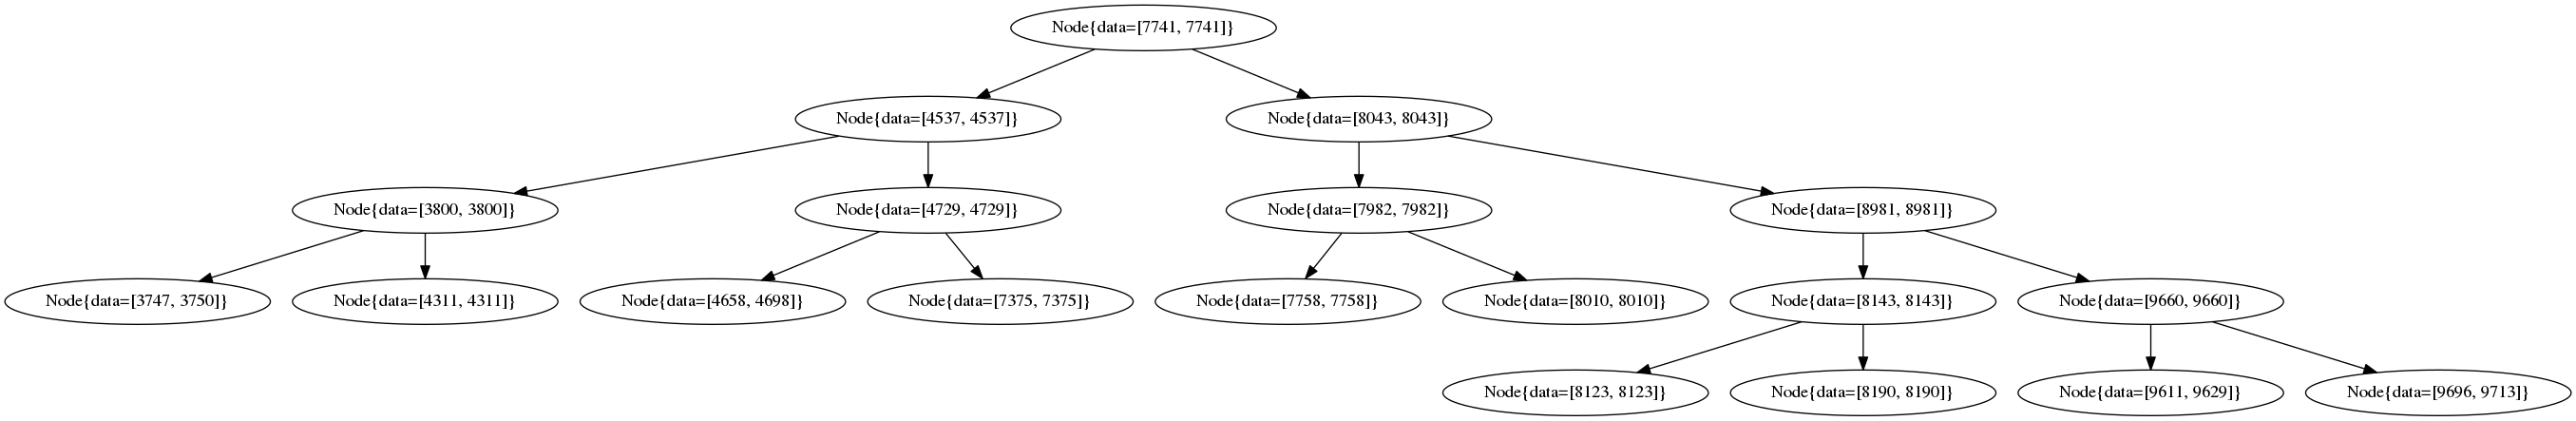 Node{data=[7741, 7741]}
Node{data=[4537, 4537]}
Node{data=[8043, 8043]}
Node{data=[3800, 3800]}
Node{data=[4729, 4729]}
Node{data=[7982, 7982]}
Node{data=[8981, 8981]}
Node{data=[3747, 3750]}
Node{data=[4311, 4311]}
Node{data=[4658, 4698]}
Node{data=[7375, 7375]}
Node{data=[7758, 7758]}
Node{data=[8010, 8010]}
Node{data=[8143, 8143]}
Node{data=[9660, 9660]}
Node{data=[8123, 8123]}
Node{data=[8190, 8190]}
Node{data=[9611, 9629]}
Node{data=[9696, 9713]}